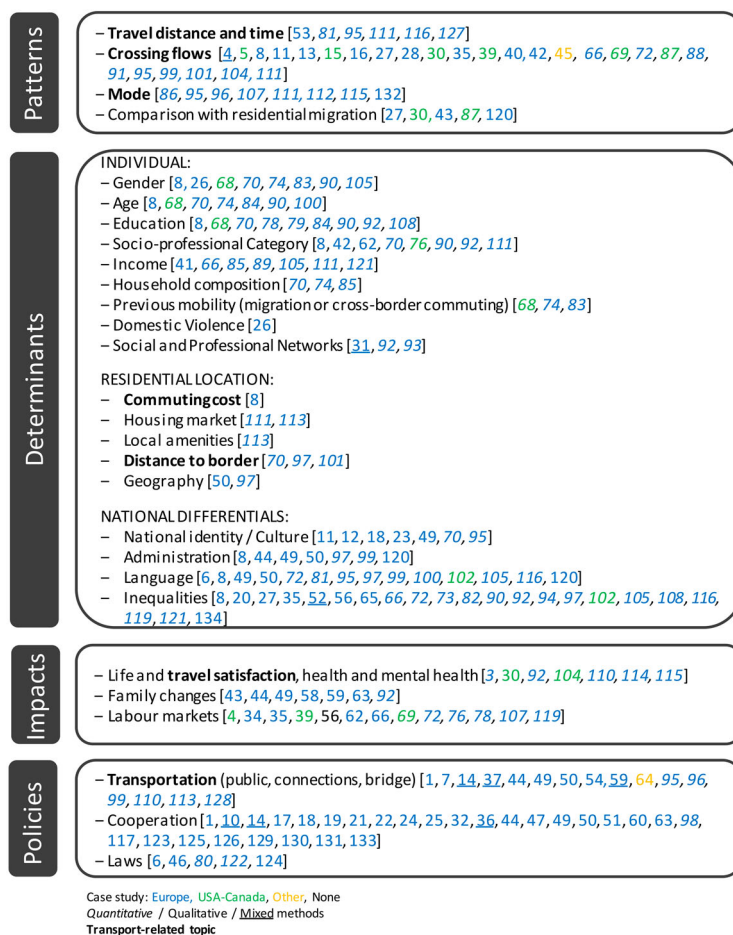 Patterns
– Travel distance and time [53, 81, 95, 111, 116, 127]
– Crossing flows [4, 5, 8, 11, 13, 15, 16, 27, 28, 30, 35, 39, 40, 42, 45, 66, 69, 72, 87, 88,
91, 95, 99, 101, 104, 111]
– Mode [86, 95, 96, 107, 111, 112, 115, 132]
– Comparison with residential migration [27, 30, 43, 87, 120]
Determinants
INDIVIDUAL:
– Gender [8, 26, 68, 70, 74, 83, 90, 105]
– Age [8, 68, 70, 74, 84, 90, 100]
– Education [8, 68, 70, 78, 79, 84, 90, 92, 108]
– Socio-professional Category [8, 42, 62, 70, 76, 90, 92, 111]
– Income [41, 66, 85, 89, 105, 111, 121]
– Household composition [70, 74, 85]
– Previous mobility (migration or cross-border commuting) [68, 74, 83]
– Domestic Violence [26]
– Social and Professional Networks [31, 92, 93]
RESIDENTIAL LOCATION:
– Commuting cost [8]
– Housing market [111, 113]
– Local amenities [113]
– Distance to border [70, 97, 101]
– Geography [50, 97]
NATIONAL DIFFERENTIALS:
– National identity / Culture [11, 12, 18, 23, 49, 70, 95]
– Administration [8, 44, 49, 50, 97, 99, 120]
– Language [6, 8, 49, 50, 72, 81, 95, 97, 99, 100, 102, 105, 116, 120]
– Inequalities [8, 20, 27, 35, 52, 56, 65, 66, 72, 73, 82, 90, 92, 94, 97, 102, 105, 108, 116,
119, 121, 134]
Impacts
– Life and travel satisfaction, health and mental health [3, 30, 92, 104, 110, 114, 115]
– Family changes [43, 44, 49, 58, 59, 63, 92]
– Labour markets [4, 34, 35, 39, 56, 62, 66, 69, 72, 76, 78, 107, 119]
Policies
– Transportation (public, connections, bridge) [1, 7, 14, 37, 44, 49, 50, 54, 59, 64, 95, 96,
99, 110, 113, 128]
– Cooperation [1, 10, 14, 17, 18, 19, 21, 22, 24, 25, 32, 36, 44, 47, 49, 50, 51, 60, 63, 98,
117, 123, 125, 126, 129, 130, 131, 133]
– Laws [6, 46, 80, 122, 124]
Case study: Europe, USA-Canada, Other, None
Quantitative / Qualitative / Mixed methods
Transport-related topic